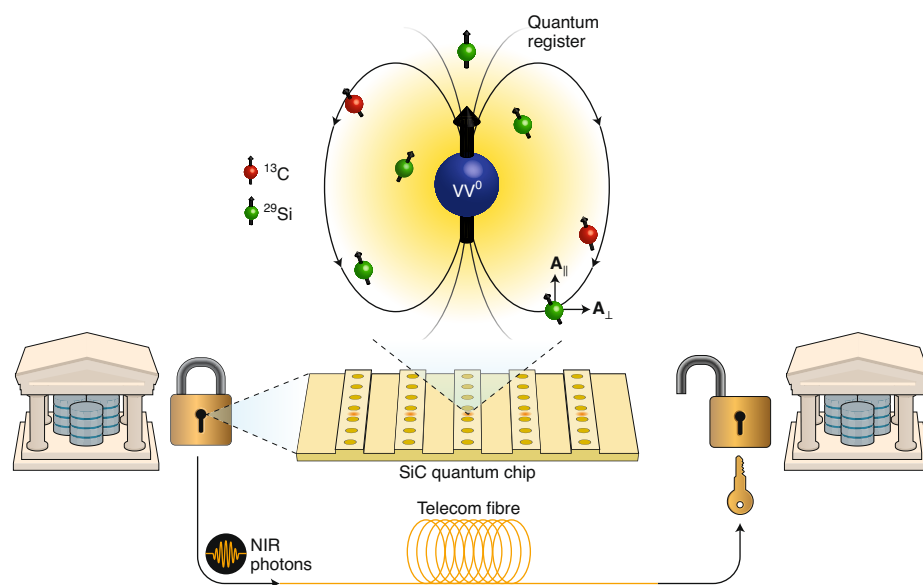 Quantum
register
¹³C
²⁹Si
VV⁰
A∥
A⊥
SiC quantum chip
Telecom fibre
NIR
photons